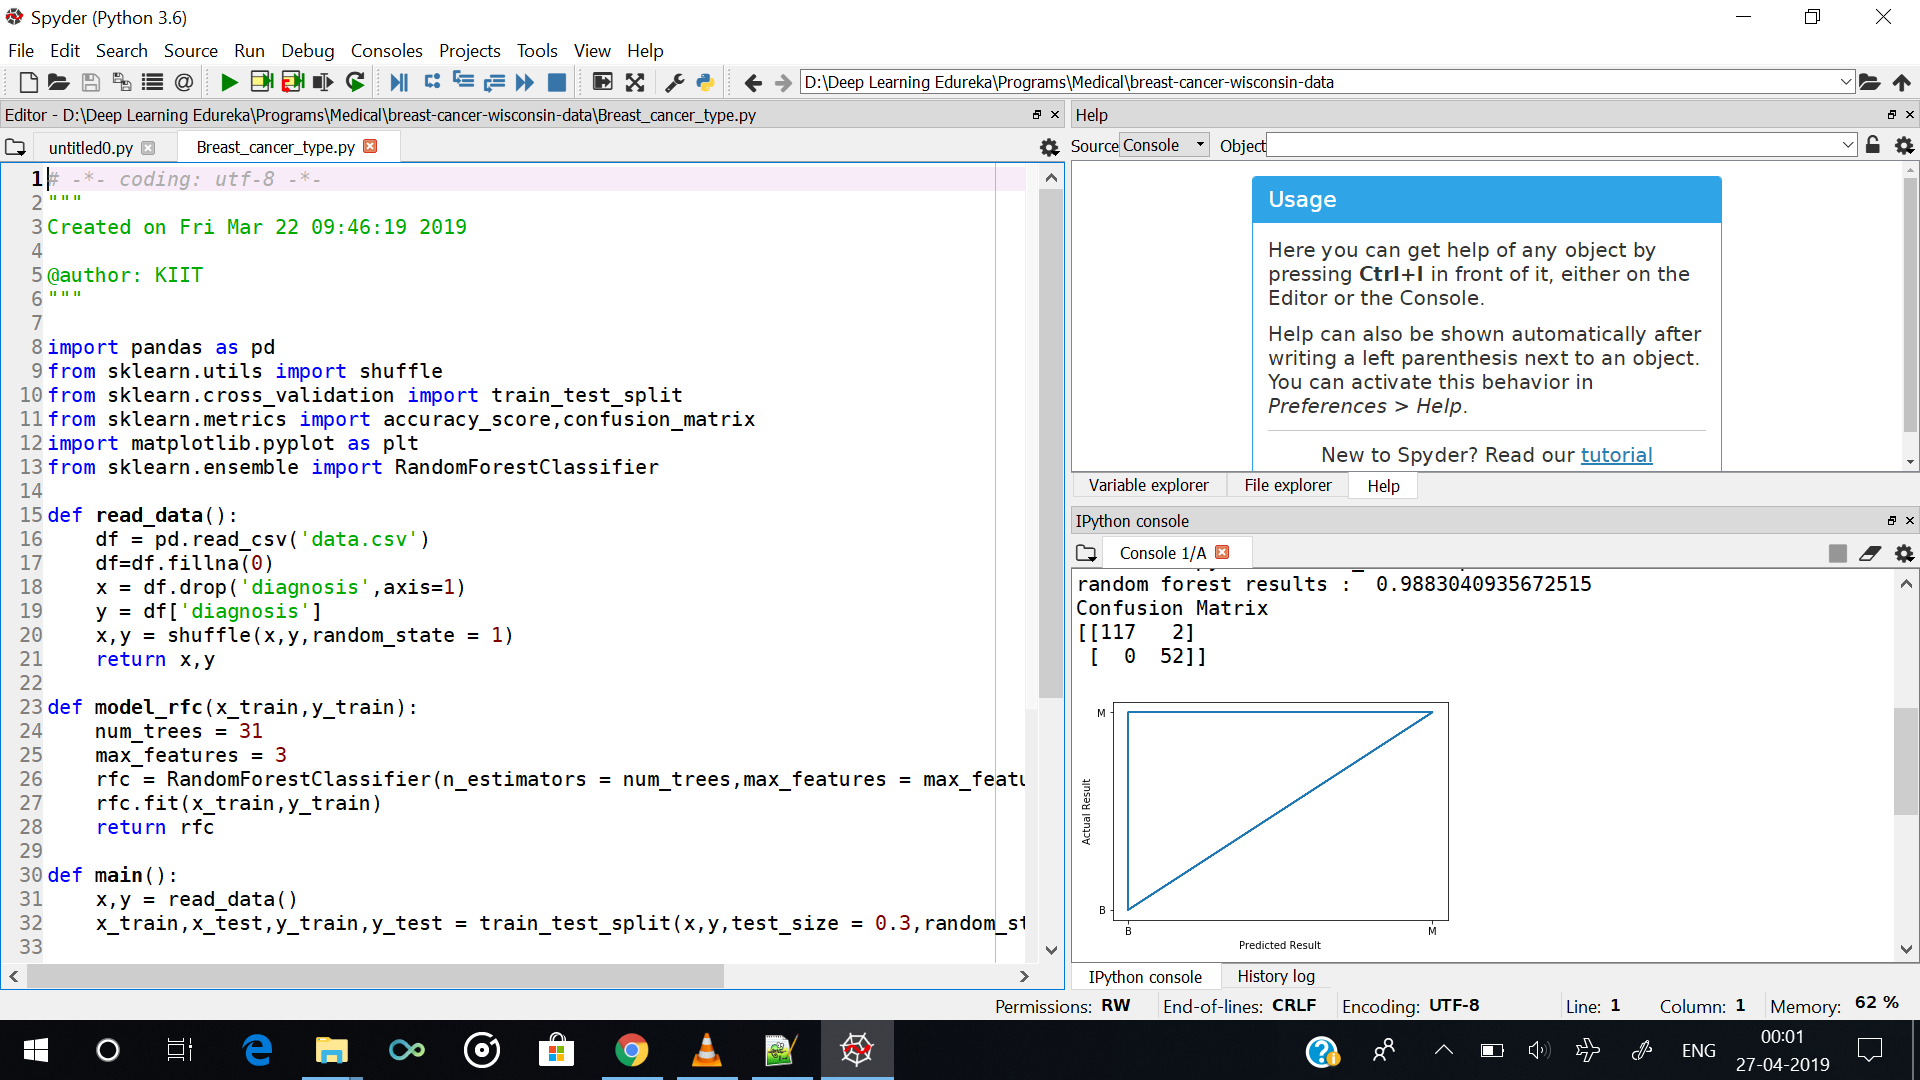 Spyder (Python 3.6)
File Edit Search Source Run Debug Consoles Projects Tools View Help
D:\Deep Learning Edureka\Programs\Medical\breast-cancer-wisconsin-data
Editor - D:\Deep Learning Edureka\Programs\Medical\breast-cancer-wisconsin-data\Breast_cancer_type.py
untitled0.py Breast_cancer_type.py
1 # -*- coding: utf-8 -*-
2 """
3 Created on Fri Mar 22 09:46:19 2019
4
5 @author: KIIT
6 """
7
8 import pandas as pd
9 from sklearn.utils import shuffle
10 from sklearn.cross_validation import train_test_split
11 from sklearn.metrics import accuracy_score,confusion_matrix
12 import matplotlib.pyplot as plt
13 from sklearn.ensemble import RandomForestClassifier
14
15 def read_data():
16     df = pd.read_csv('data.csv')
17     df=df.fillna(0)
18     x = df.drop('diagnosis',axis=1)
19     y = df['diagnosis']
20     x,y = shuffle(x,y,random_state = 1)
21     return x,y
22
23 def model_rfc(x_train,y_train):
24     num_trees = 31
25     max_features = 3
26     rfc = RandomForestClassifier(n_estimators = num_trees,max_features = max_featu
27     rfc.fit(x_train,y_train)
28     return rfc
29
30 def main():
31     x,y = read_data()
32     x_train,x_test,y_train,y_test = train_test_split(x,y,test_size = 0.3,random_st
33
Help
Source Console Object
Usage
Here you can get help of any object by
pressing Ctrl+I in front of it, either on the
Editor or the Console.
Help can also be shown automatically after
writing a left parenthesis next to an object.
You can activate this behavior in
Preferences > Help.
New to Spyder? Read our tutorial
Variable explorer File explorer Help
IPython console
Console 1/A
random forest results :  0.9883040935672515
Confusion Matrix
[[117   2]
 [  0  52]]
M
Actual Result
B
B M
Predicted Result
IPython console History log
Permissions: RW End-of-lines: CRLF Encoding: UTF-8 Line: 1 Column: 1 Memory: 62 %
ENG
00:01
27-04-2019